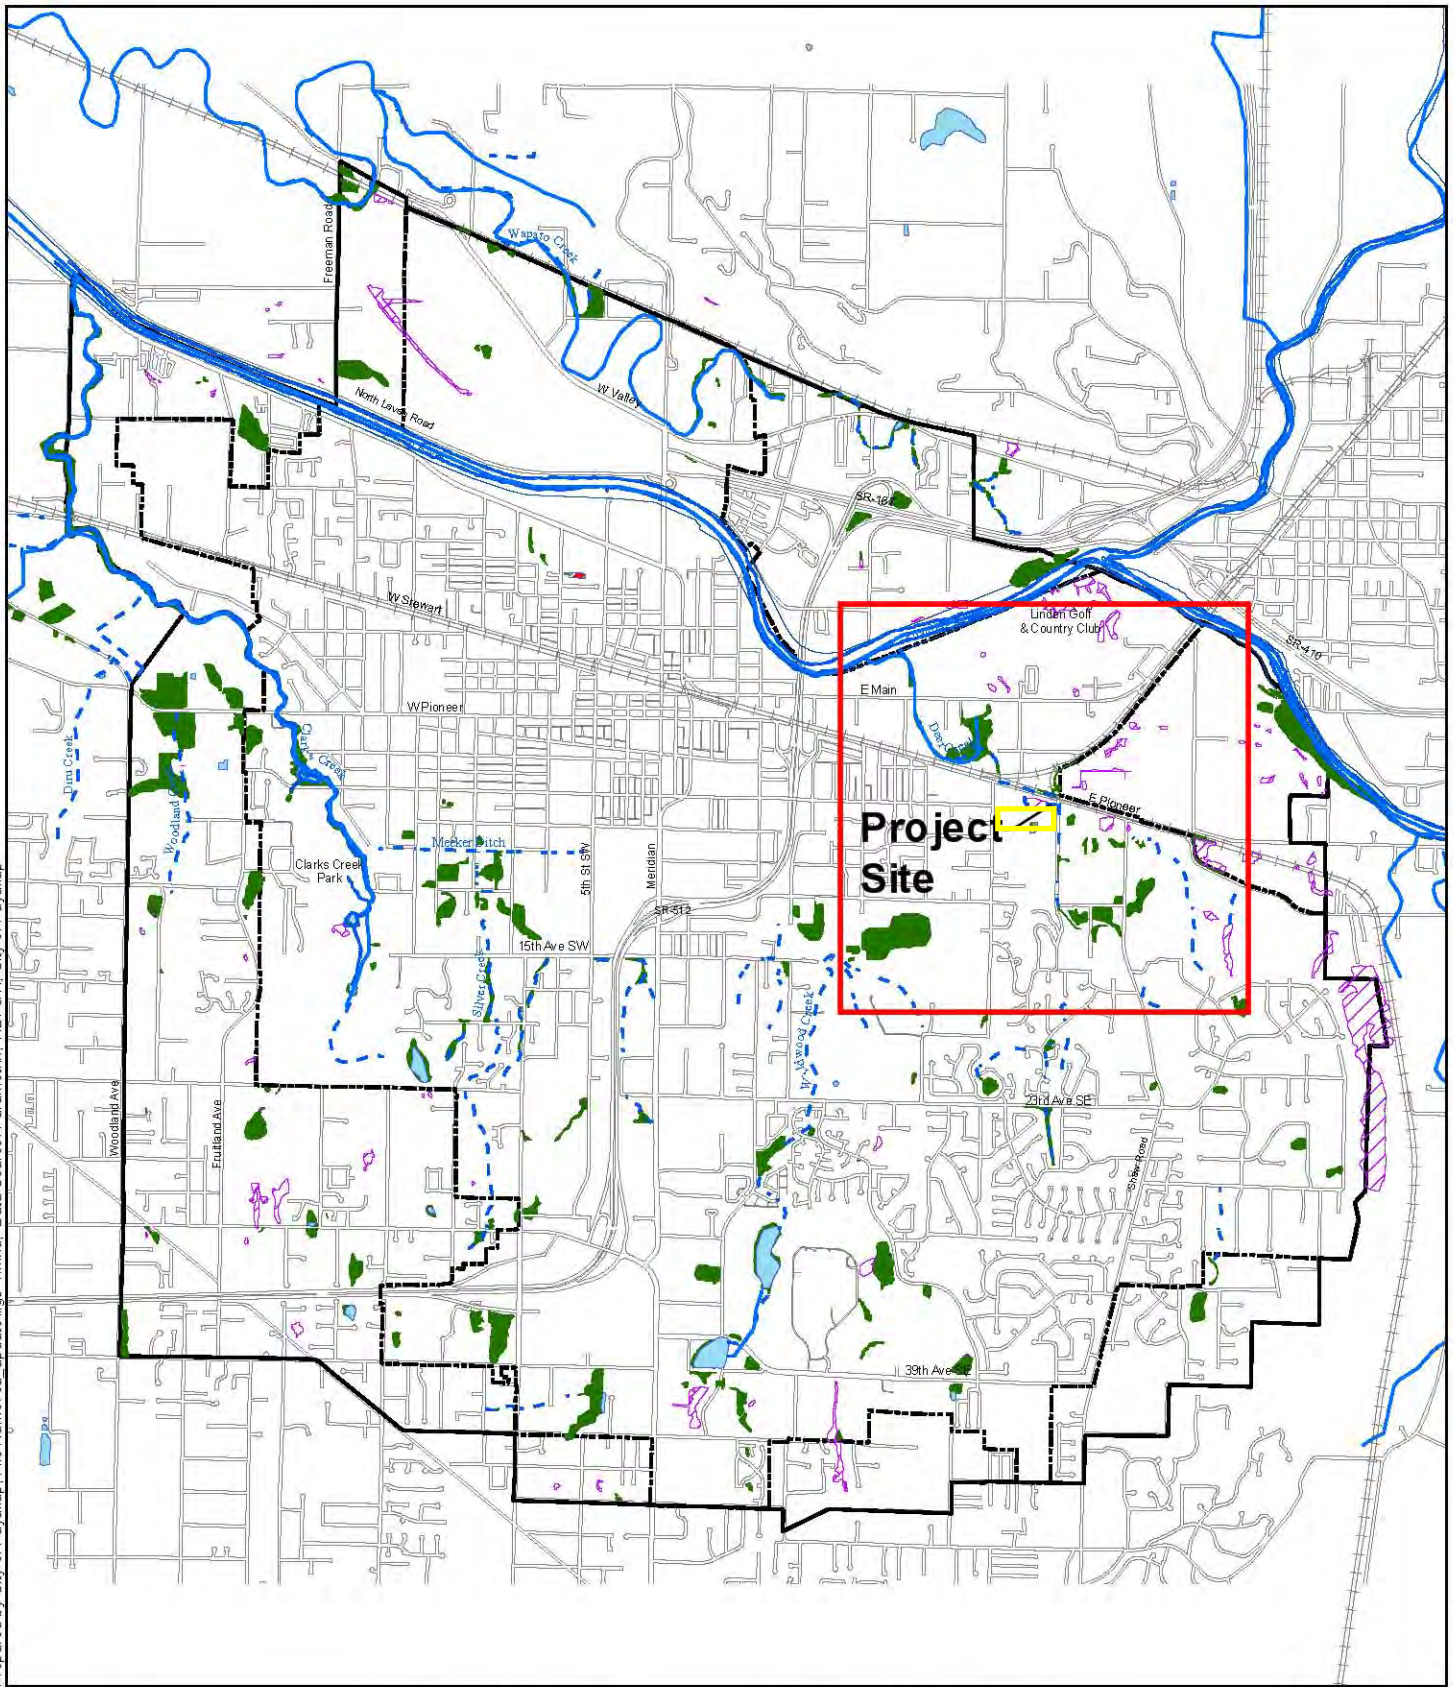 Wapato Creek
Freeman Road
W Valley
North Levee Road
SR-167
W Stewart
Linden Golf
& Country Club
SR-410
E Main
W Pioneer
Deer
Clarks Creek
Diru Creek
Woodland
E Pioneer
Project
Site
Meeker Ditch
Clarks Creek
Park
5th St SW
Meridian
SR-512
15th Ave SW
Silver Creek
Wildwood Creek
23rd Ave SE
Woodland Ave
Fruitland Ave
Shaw Road
39th Ave SE